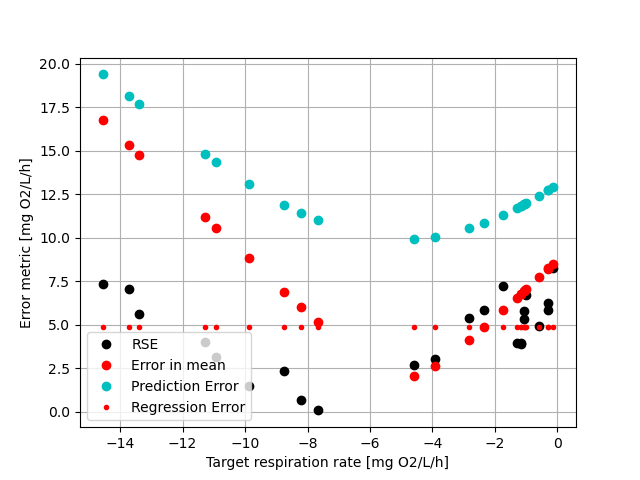 20.0
17.5
15.0
12.5
10.0
7.5
5.0
2.5
0.0
Error metric [mg O2/L/h]
RSE
Error in mean
Prediction Error
Regression Error
−14
−12
−10
−8
−6
−4
−2
0
Target respiration rate [mg O2/L/h]